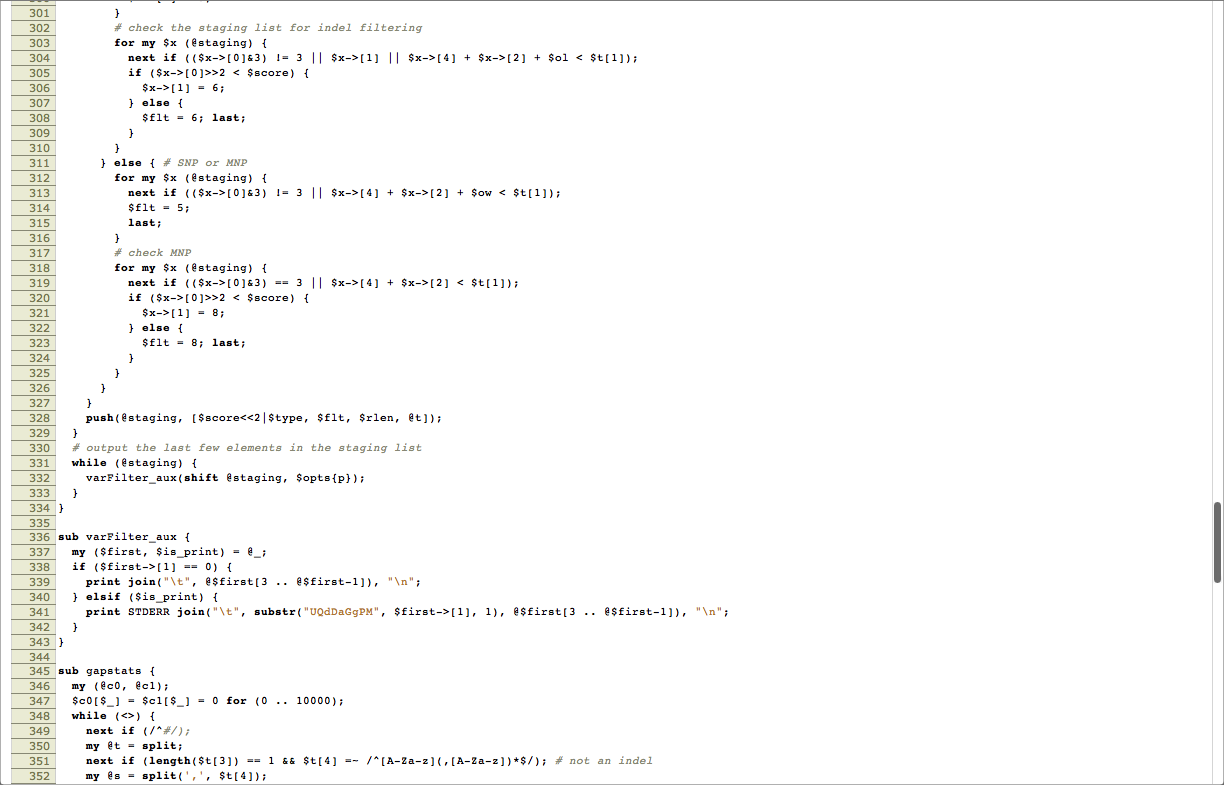 301           }
302           # check the staging list for indel filtering
303           for my $x (@staging) {
304             next if (($x->[0]&3) != 3 || $x->[1] || $x->[4] + $x->[2] + $ol < $t[1]);
305             if ($x->[0]>>2 < $score) {
306               $x->[1] = 6;
307             } else {
308               $flt = 6; last;
309             }
310           }
311         } else { # SNP or MNP
312           for my $x (@staging) {
313             next if (($x->[0]&3) != 3 || $x->[4] + $x->[2] + $ow < $t[1]);
314             $flt = 5;
315             last;
316           }
317           # check MNP
318           for my $x (@staging) {
319             next if (($x->[0]&3) == 3 || $x->[4] + $x->[2] < $t[1]);
320             if ($x->[0]>>2 < $score) {
321               $x->[1] = 8;
322             } else {
323               $flt = 8; last;
324             }
325           }
326         }
327       }
328       push(@staging, [$score<<2|$type, $flt, $rlen, @t]);
329     }
330     # output the last few elements in the staging list
331     while (@staging) {
332       varFilter_aux(shift @staging, $opts{p});
333     }
334   }
335
336   sub varFilter_aux {
337     my ($first, $is_print) = @_;
338     if ($first->[1] == 0) {
339       print join("\t", @$first[3 .. @$first-1]), "\n";
340     } elsif ($is_print) {
341       print STDERR join("\t", substr("UQdDaGgPM", $first->[1], 1), @$first[3 .. @$first-1]), "\n";
342     }
343   }
344
345   sub gapstats {
346     my (@c0, @c1);
347     $c0[$_] = $c1[$_] = 0 for (0 .. 10000);
348     while (<>) {
349       next if (/^#/);
350       my @t = split;
351       next if (length($t[3]) == 1 && $t[4] =~ /^[A-Za-z](,[A-Za-z])*$/); # not an indel
352       my @s = split(',', $t[4]);